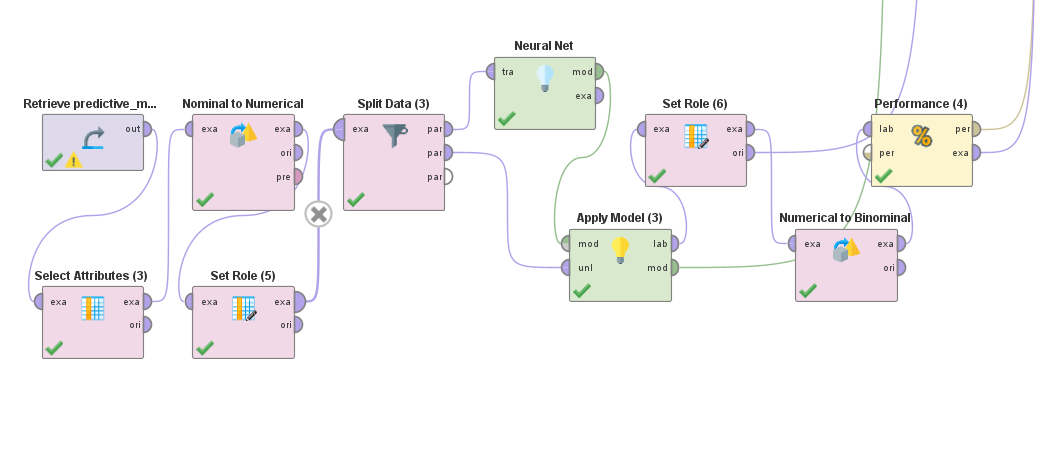 Neural Net
tra
mod
exa
Retrieve predictive_m...
out
Nominal to Numerical
exa
exa
ori
pre
Split Data (3)
exa
par
par
par
Set Role (6)
exa
exa
ori
Performance (4)
lab
per
per
exa
%
Apply Model (3)
mod
unl
lab
mod
Numerical to Binominal
exa
exa
ori
Select Attributes (3)
exa
exa
ori
Set Role (5)
exa
exa
ori